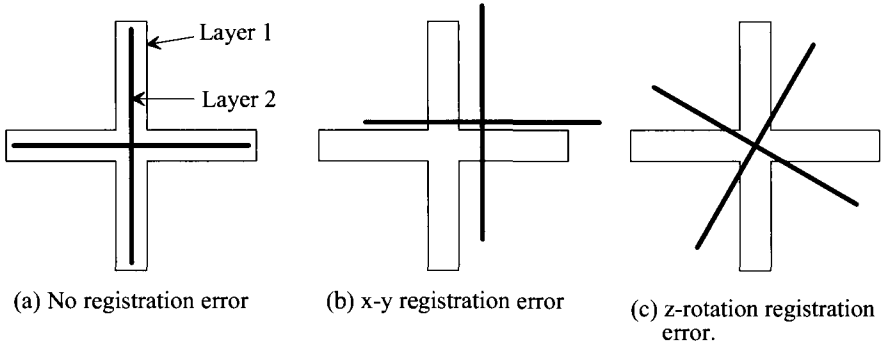 Layer 1
Layer 2
(a) No registration error
(b) x-y registration error
(c) z-rotation registration
error.